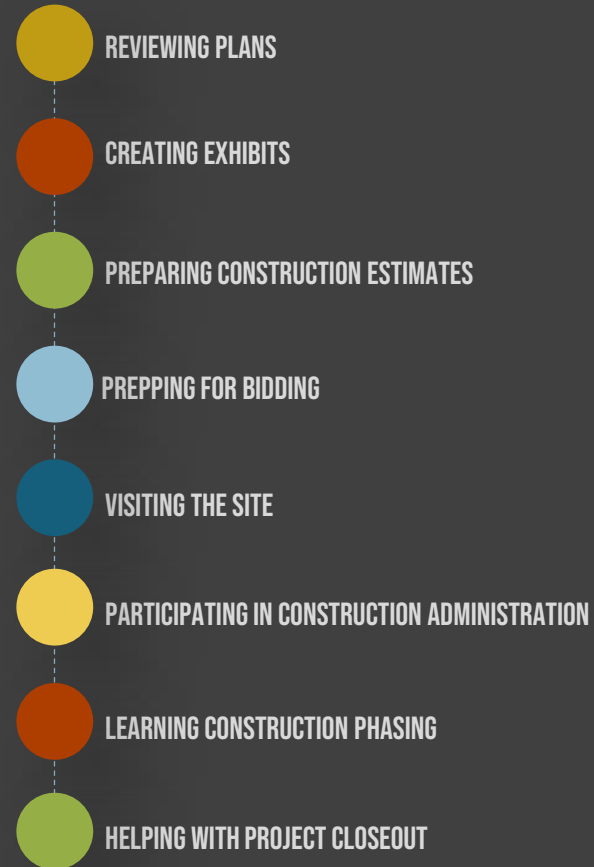 REVIEWING PLANS
CREATING EXHIBITS
PREPARING CONSTRUCTION ESTIMATES
PREPPING FOR BIDDING
VISITING THE SITE
PARTICIPATING IN CONSTRUCTION ADMINISTRATION
LEARNING CONSTRUCTION PHASING
HELPING WITH PROJECT CLOSEOUT